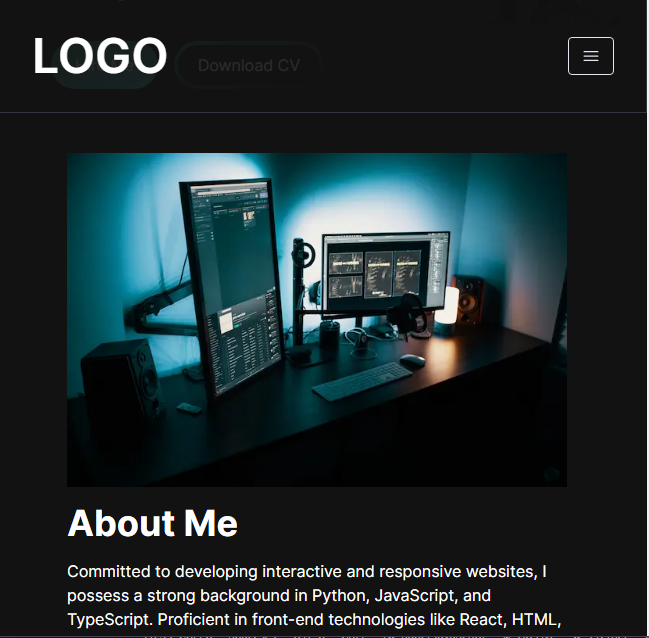 LOGO
Download CV
About Me
Committed to developing interactive and responsive websites, I
possess a strong background in Python, JavaScript, and
TypeScript. Proficient in front-end technologies like React, HTML,